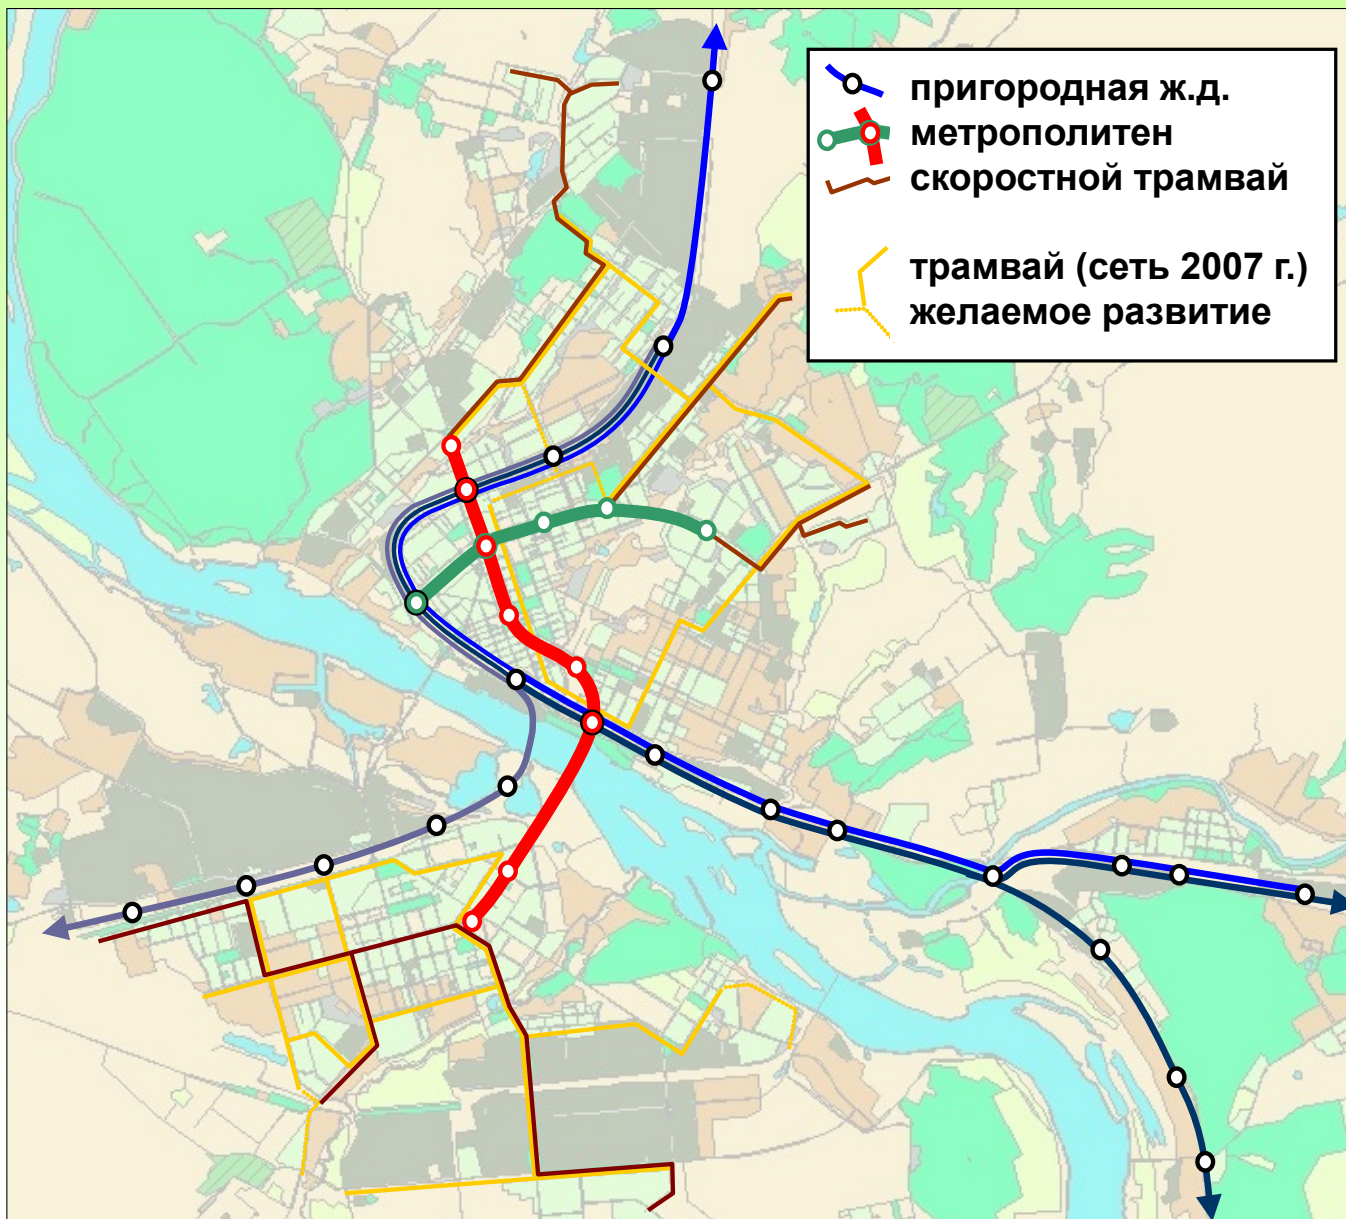 пригородная ж.д.
метрополитен
скоростной трамвай
трамвай (сеть 2007 г.)
желаемое развитие